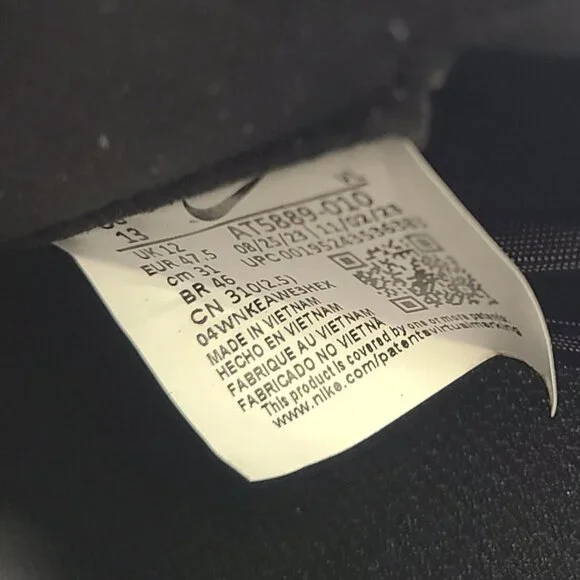 13
UK 12
EUR 47.5
cm 31
BR 46
CN 310(2.5)
04WNKEAWE3HEX
AT5889-010
08/25/23 11/02/23
UPC
MADE IN VIETNAM
HECHO EN VIETNAM
FABRIQUE AU VIETNAM
FABRICADO NO VIETNÃ
This product is covered by one or more patents.
www.nike.com/patents/virtualmarking